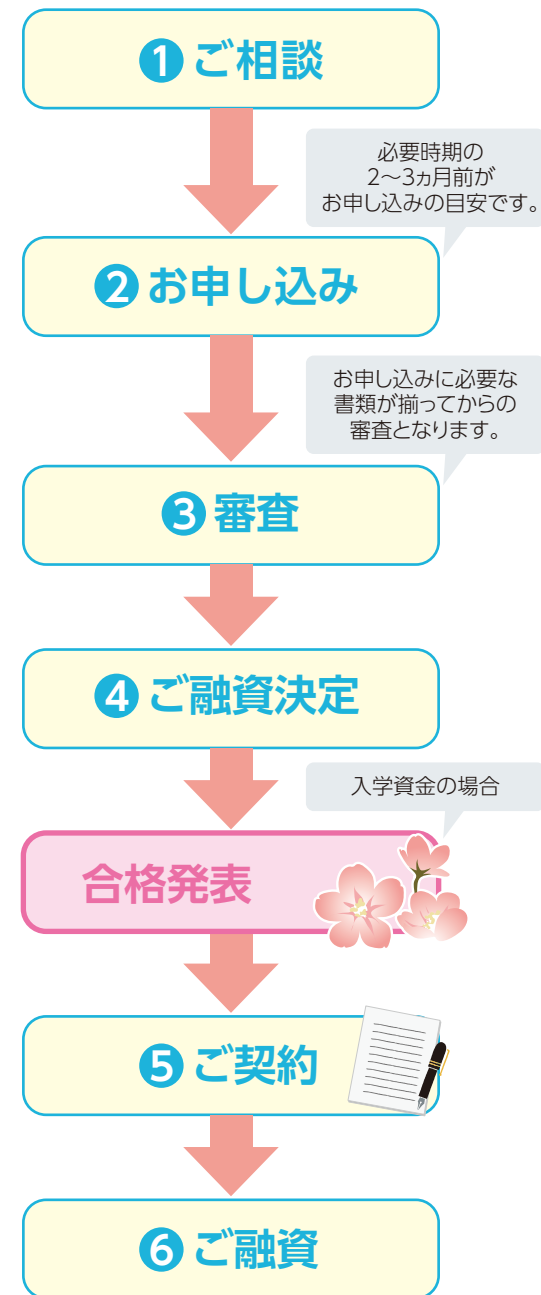 ❶ご相談
必要時期の
2〜3ヵ月前が
お申し込みの目安です。
❷お申し込み
お申し込みに必要な
書類が揃ってからの
審査となります。
❸審査
❹ご融資決定
入学資金の場合
合格発表
❺ご契約
❻ご融資